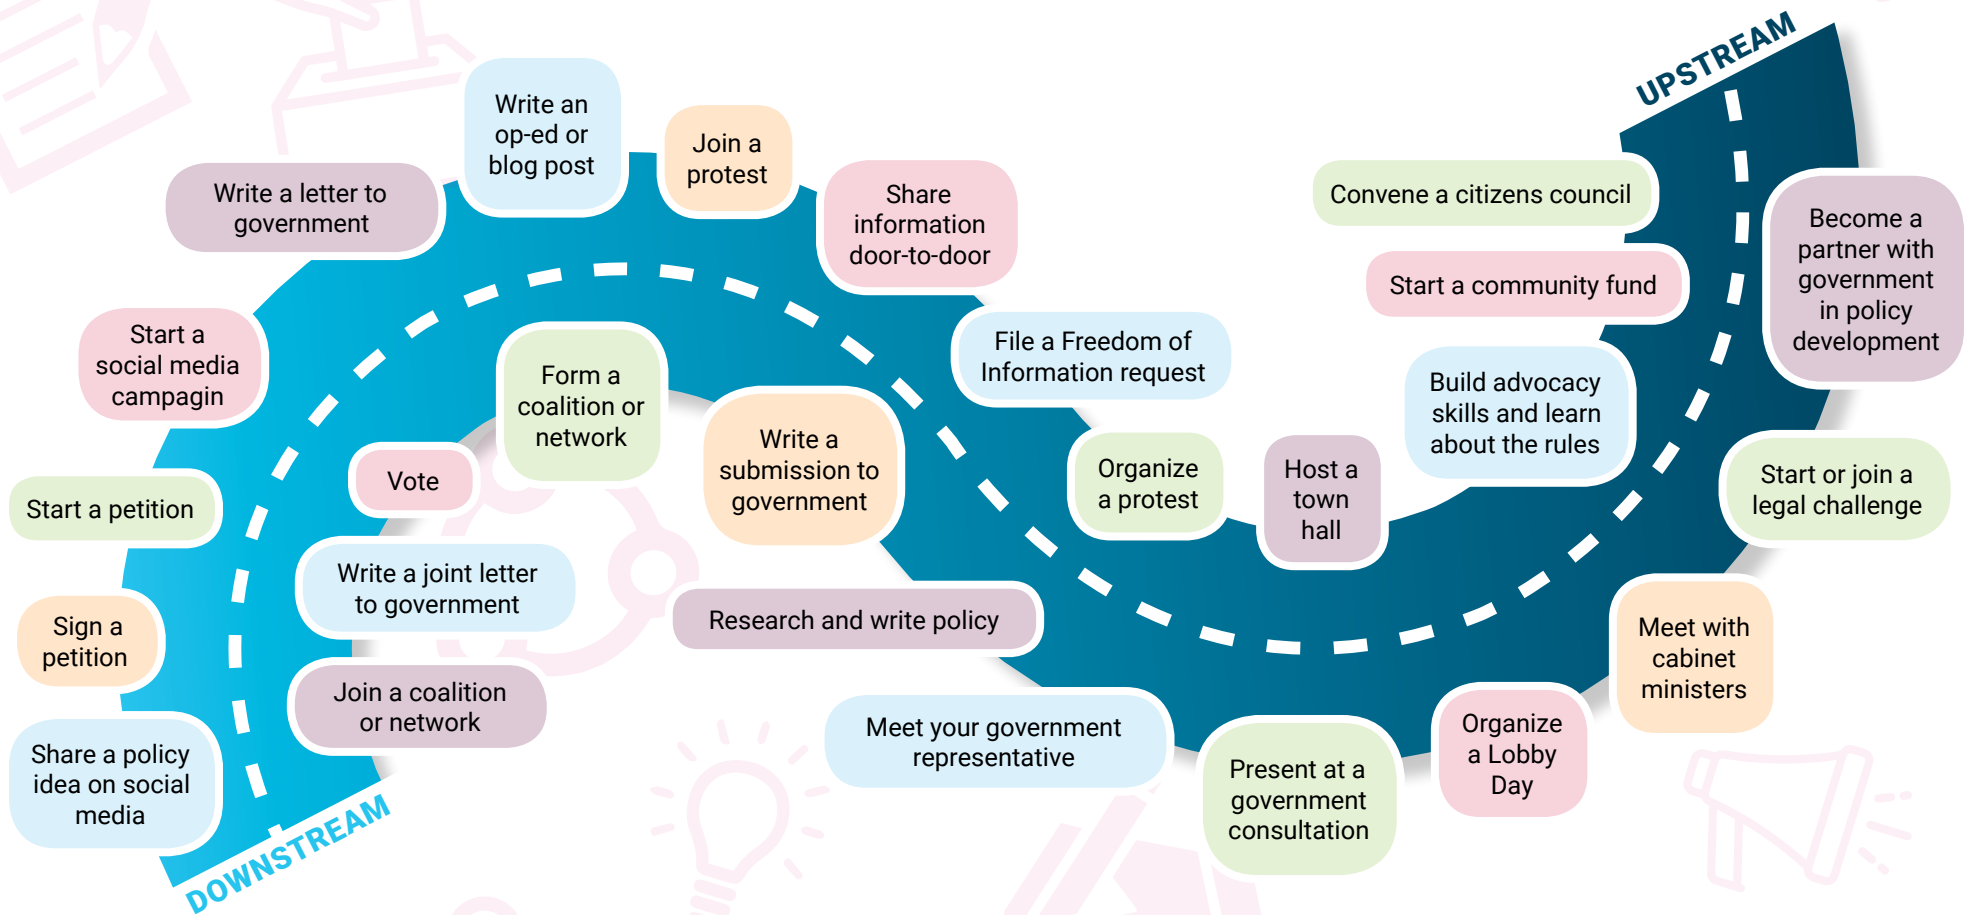 UPSTREAM
Write an
op-ed or
blog post
Join a
protest
Write a letter to
government
Share
information
door-to-door
Convene a citizens council
Become a
partner with
government
in policy
development
Start a community fund
Start a
social media
campagin
File a Freedom of
Information request
Form a
coalition or
network
Build advocacy
skills and learn
about the rules
Write a
submission to
government
Vote
Organize
a protest
Host a
town
hall
Start or join a
legal challenge
Start a petition
Write a joint letter
to government
Research and write policy
Sign a
petition
Meet with
cabinet
ministers
Join a coalition
or network
Meet your government
representative
Organize
a Lobby
Day
Share a policy
idea on social
media
Present at a
government
consultation
DOWNSTREAM